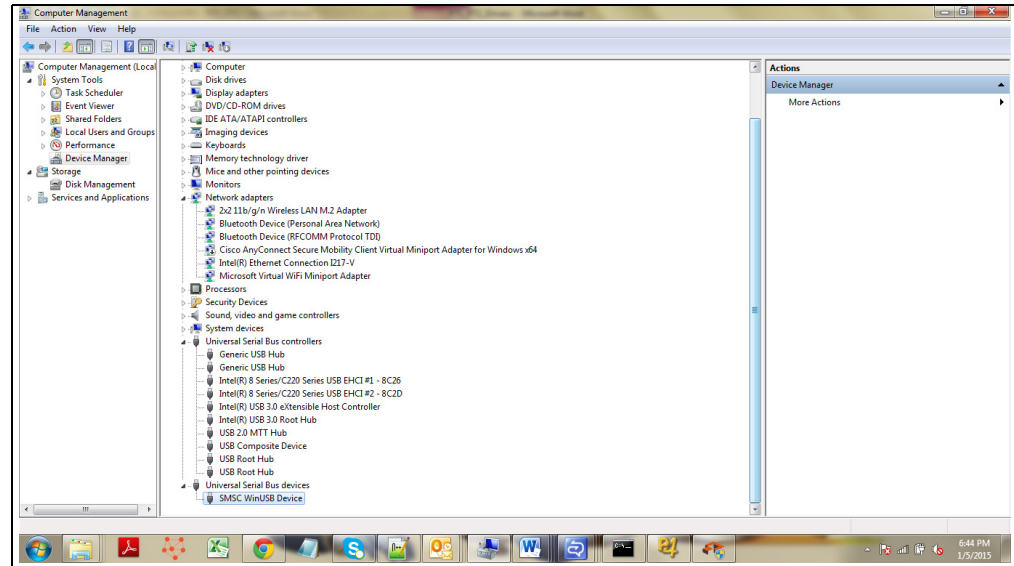 Computer Management
File Action View Help
Computer Management (Local
System Tools
Task Scheduler
Event Viewer
Shared Folders
Local Users and Groups
Performance
Device Manager
Storage
Disk Management
Services and Applications
Computer
Disk drives
Display adapters
DVD/CD-ROM drives
IDE ATA/ATAPI controllers
Imaging devices
Keyboards
Memory technology driver
Mice and other pointing devices
Monitors
Network adapters
2x2 11b/g/n Wireless LAN M.2 Adapter
Bluetooth Device (Personal Area Network)
Bluetooth Device (RFCOMM Protocol TDI)
Cisco AnyConnect Secure Mobility Client Virtual Miniport Adapter for Windows x64
Intel(R) Ethernet Connection I217-V
Microsoft Virtual WiFi Miniport Adapter
Processors
Security Devices
Sound, video and game controllers
System devices
Universal Serial Bus controllers
Generic USB Hub
Generic USB Hub
Intel(R) 8 Series/C220 Series USB EHCI #1 - 8C26
Intel(R) 8 Series/C220 Series USB EHCI #2 - 8C2D
Intel(R) USB 3.0 eXtensible Host Controller
Intel(R) USB 3.0 Root Hub
USB 2.0 MTT Hub
USB Composite Device
USB Root Hub
USB Root Hub
Universal Serial Bus devices
SMSC WinUSB Device
Actions
Device Manager
More Actions
6:44 PM
1/5/2015